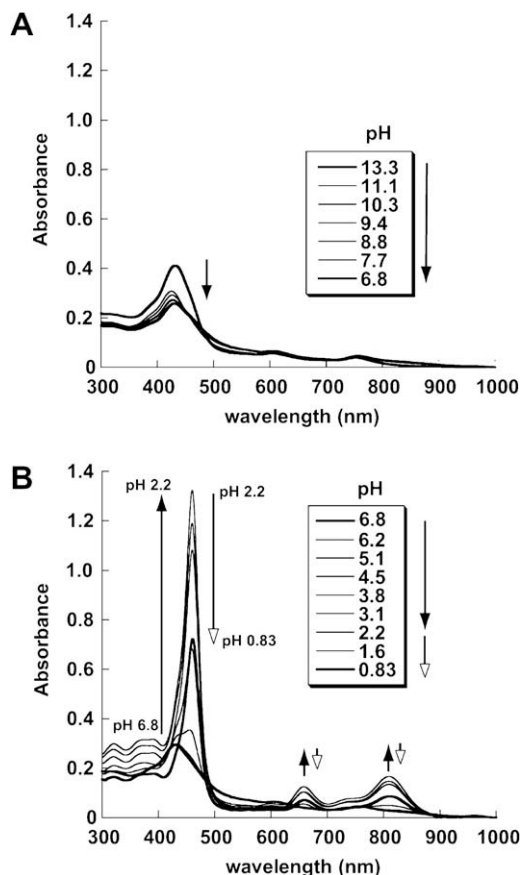 A
1.4
1.2
1.0
0.8
0.6
0.4
0.2
0
Absorbance
pH
13.3
11.1
10.3
9.4
8.8
7.7
6.8
300 400 500 600 700 800 900 1000
wavelength (nm)
B
1.4
1.2
1.0
0.8
0.6
0.4
0.2
0
Absorbance
pH 2.2
pH 2.2
pH 0.83
pH 6.8
pH
6.8
6.2
5.1
4.5
3.8
3.1
2.2
1.6
0.83
300 400 500 600 700 800 900 1000
wavelength (nm)